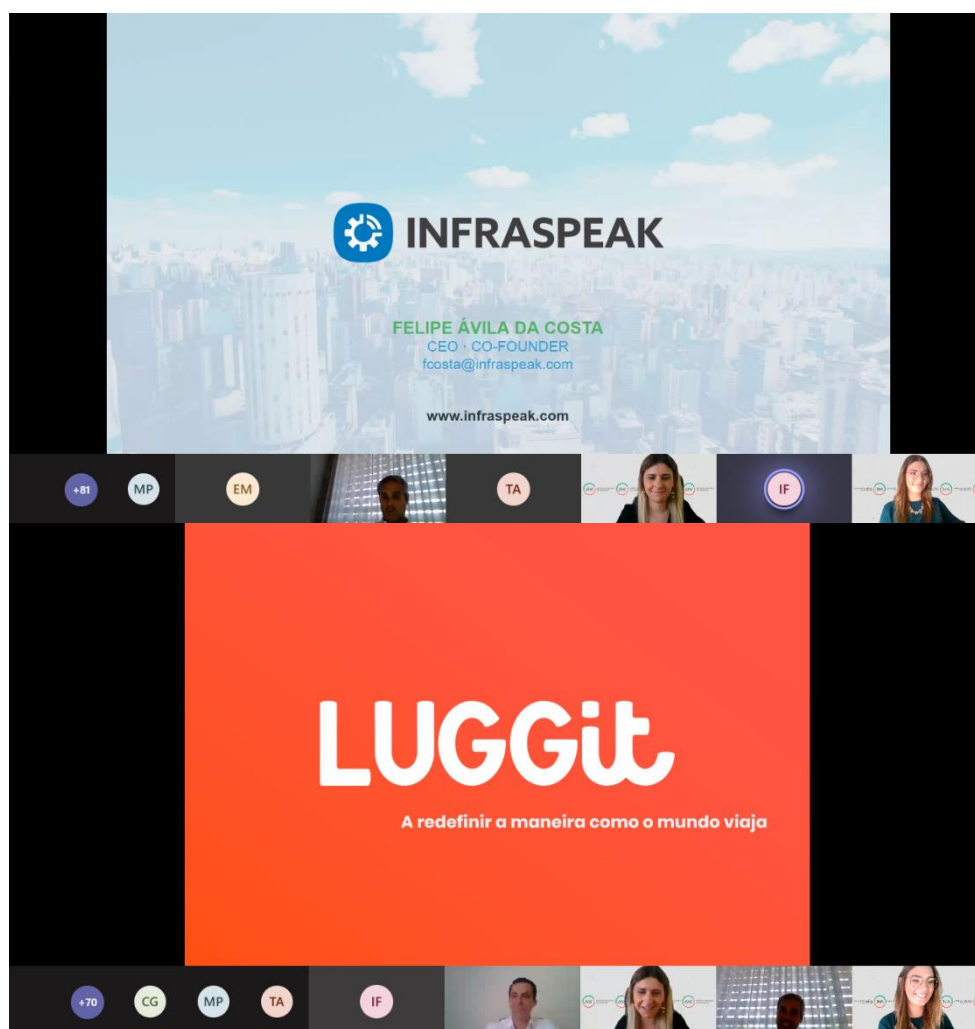 INFRASPEAK
FELIPE ÁVILA DA COSTA
CEO · CO-FOUNDER
fcosta@infraspeak.com
www.infraspeak.com
+81
MP
EM
TA
IF
LUGGit
A redefinir a maneira como o mundo viaja
+70
CG
MP
TA
IF